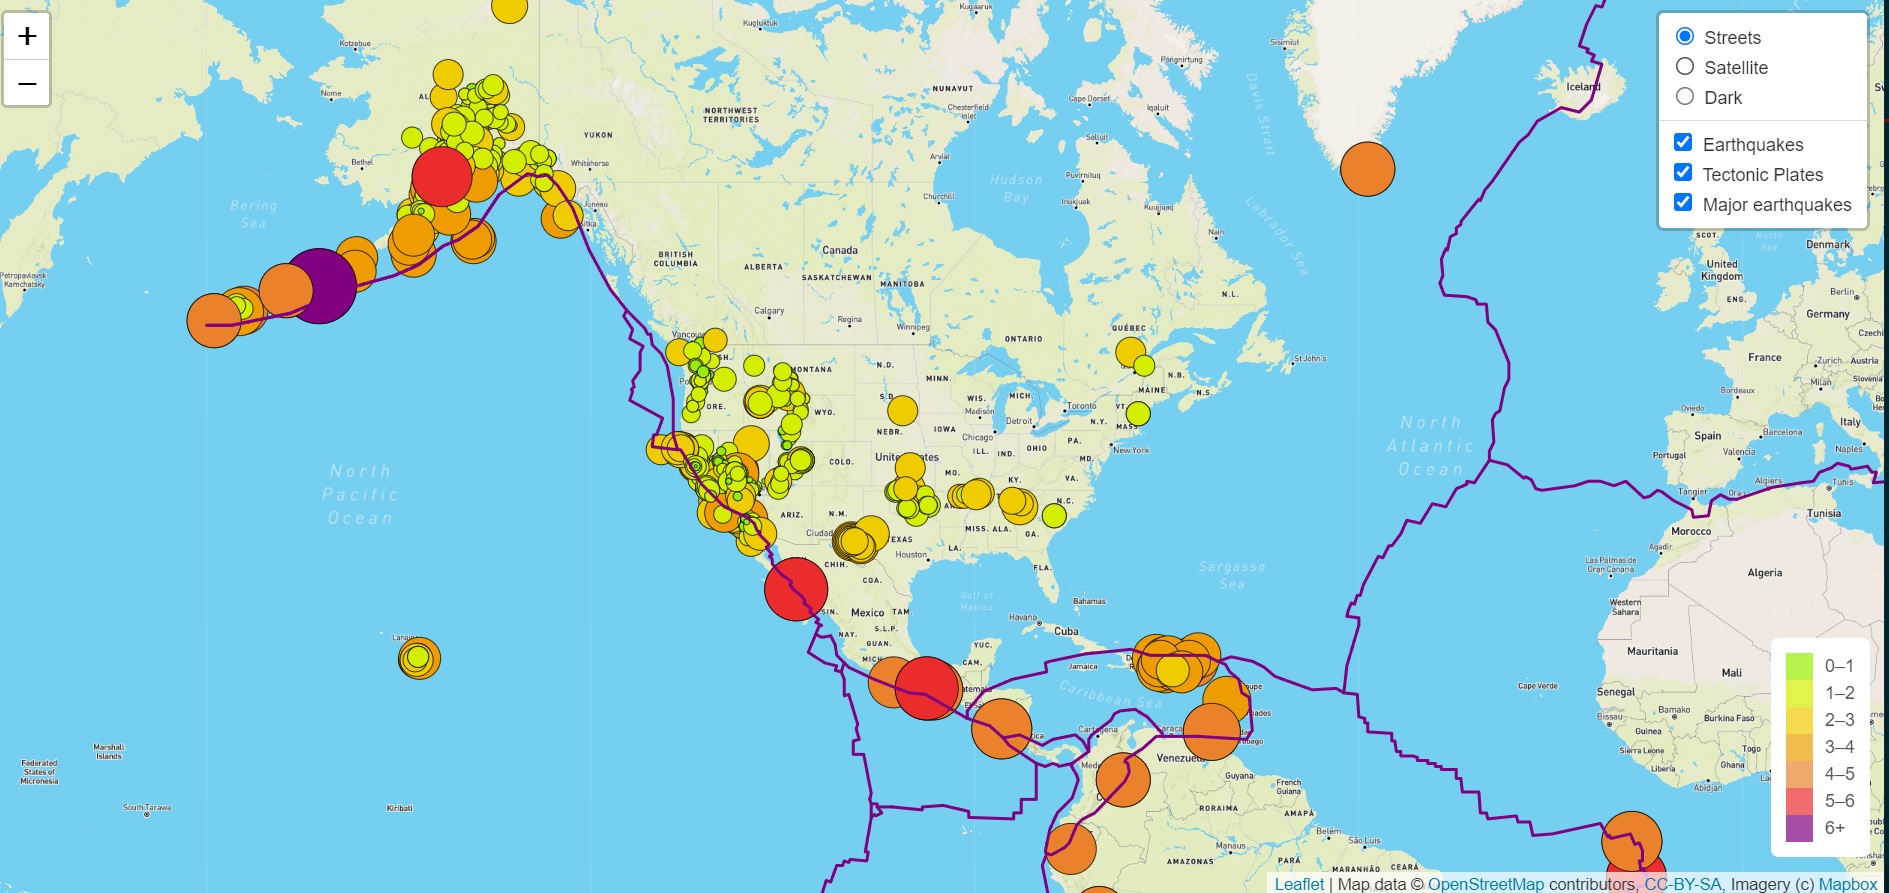 +
−
Streets
Satellite
Dark
Earthquakes
Tectonic Plates
Major earthquakes
Kotzebue
Nome
Bethel
Bering
Sea
Petropavlovsk
Kamchatsky
Kugluktuk
Kugaaruk
NUNAVUT
NORTHWEST
TERRITORIES
YUKON
Whitehorse
Juneau
Chesterfield
Inlet
Cape Dorset
Iqaluit
Pangnirtung
Sisimiut
Davis Strait
Salluit
Arviat
Churchill
Hudson
Bay
Puvirnituq
Inukjuak
Kuujjuaq
Nain
Labrador Sea
Iceland
BRITISH
COLUMBIA
ALBERTA
Canada
SASKATCHEWAN
MANITOBA
Calgary
Regina
Winnipeg
ONTARIO
QUÉBEC
N.L.
St John's
N.B.
N.S.
MAINE
Vancouv
MONTANA
N.D.
MINN.
S.D.
WIS.
MICH.
Toronto
VT.
Madison
Detroit
N.Y.
MASS
ORE.
WYO.
NEBR.
IOWA
Chicago
ILL.
IND.
OHIO
PA.
New York
MD.
COLO.
MO.
KY.
VA.
N.C.
ARIZ.
N.M.
MISS.
ALA.
GA.
Ciudad
TEXAS
LA.
Houston
FLA.
CHIH.
COA.
SIN.
Mexico
TAM.
NAY.
S.L.P.
GUAN.
MICH
YUC.
CAM.
Gulf of
Mexico
Havana
Bahamas
Cuba
Jamaica
Caribbean Sea
Sargasso
Sea
North
Pacific
Ocean
North
Atlantic
Ocean
Lahaina
Marshall
Islands
Federated
States of
Micronesia
South Tarawa
Kiribati
Cartagena
Venezuela
Guyana
French
Guiana
RORAIMA
AMAPÁ
Belém
São Luís
Manaus
AMAZONAS
PARÁ
MARANHÃO
CEARÁ
SCOT.
North
Sea
Denmark
United
Kingdom
ENG.
Berlin
Germany
France
Zurich
Austria
Bordeaux
Milan
Slovenia
Oviedo
Italy
Barcelona
Spain
Portugal
Valencia
Naples
Algiers
Tangier
Oran
Tunis
Tunisia
Morocco
Agadir
Las Palmas de
Gran Canaria
Algeria
Western
Sahara
Mauritania
Mali
Cape Verde
Senegal
Bissau
Bamako
Guinea
Burkina Faso
Sierra Leone
Togo
Liberia
Ghana
Abidjan
0–1
1–2
2–3
3–4
4–5
5–6
6+
Leaflet | Map data © OpenStreetMap contributors, CC-BY-SA, Imagery (c) Mapbox